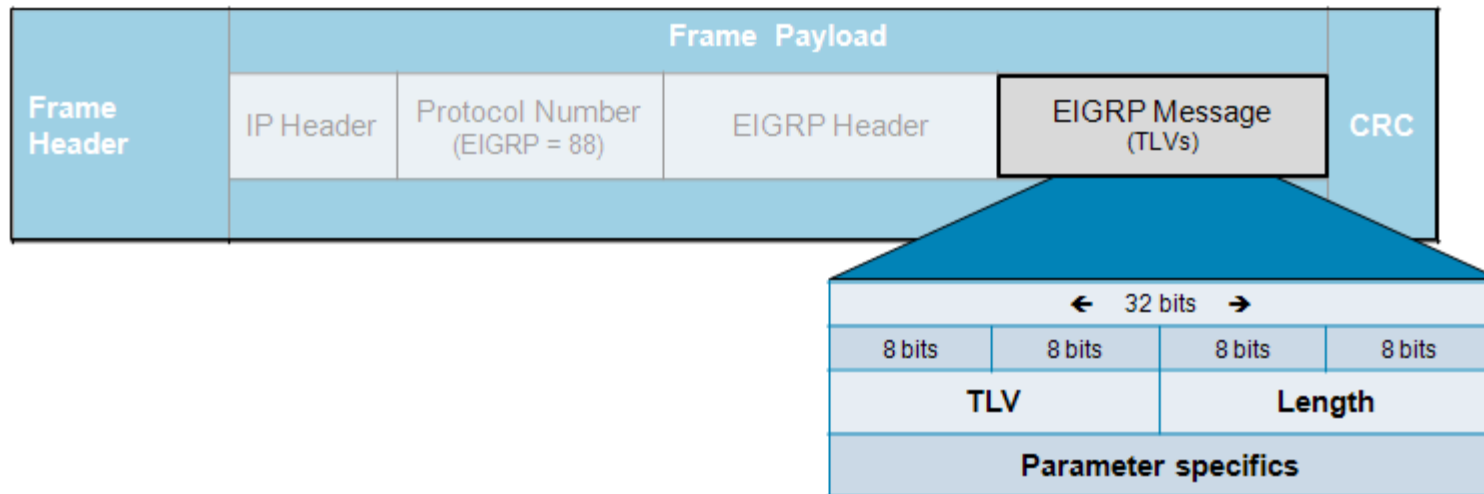 Frame Payload
Frame
Header
IP Header
Protocol Number
(EIGRP = 88)
EIGRP Header
EIGRP Message
(TLVs)
CRC
← 32 bits →
8 bits 8 bits 8 bits 8 bits
TLV Length
Parameter specifics